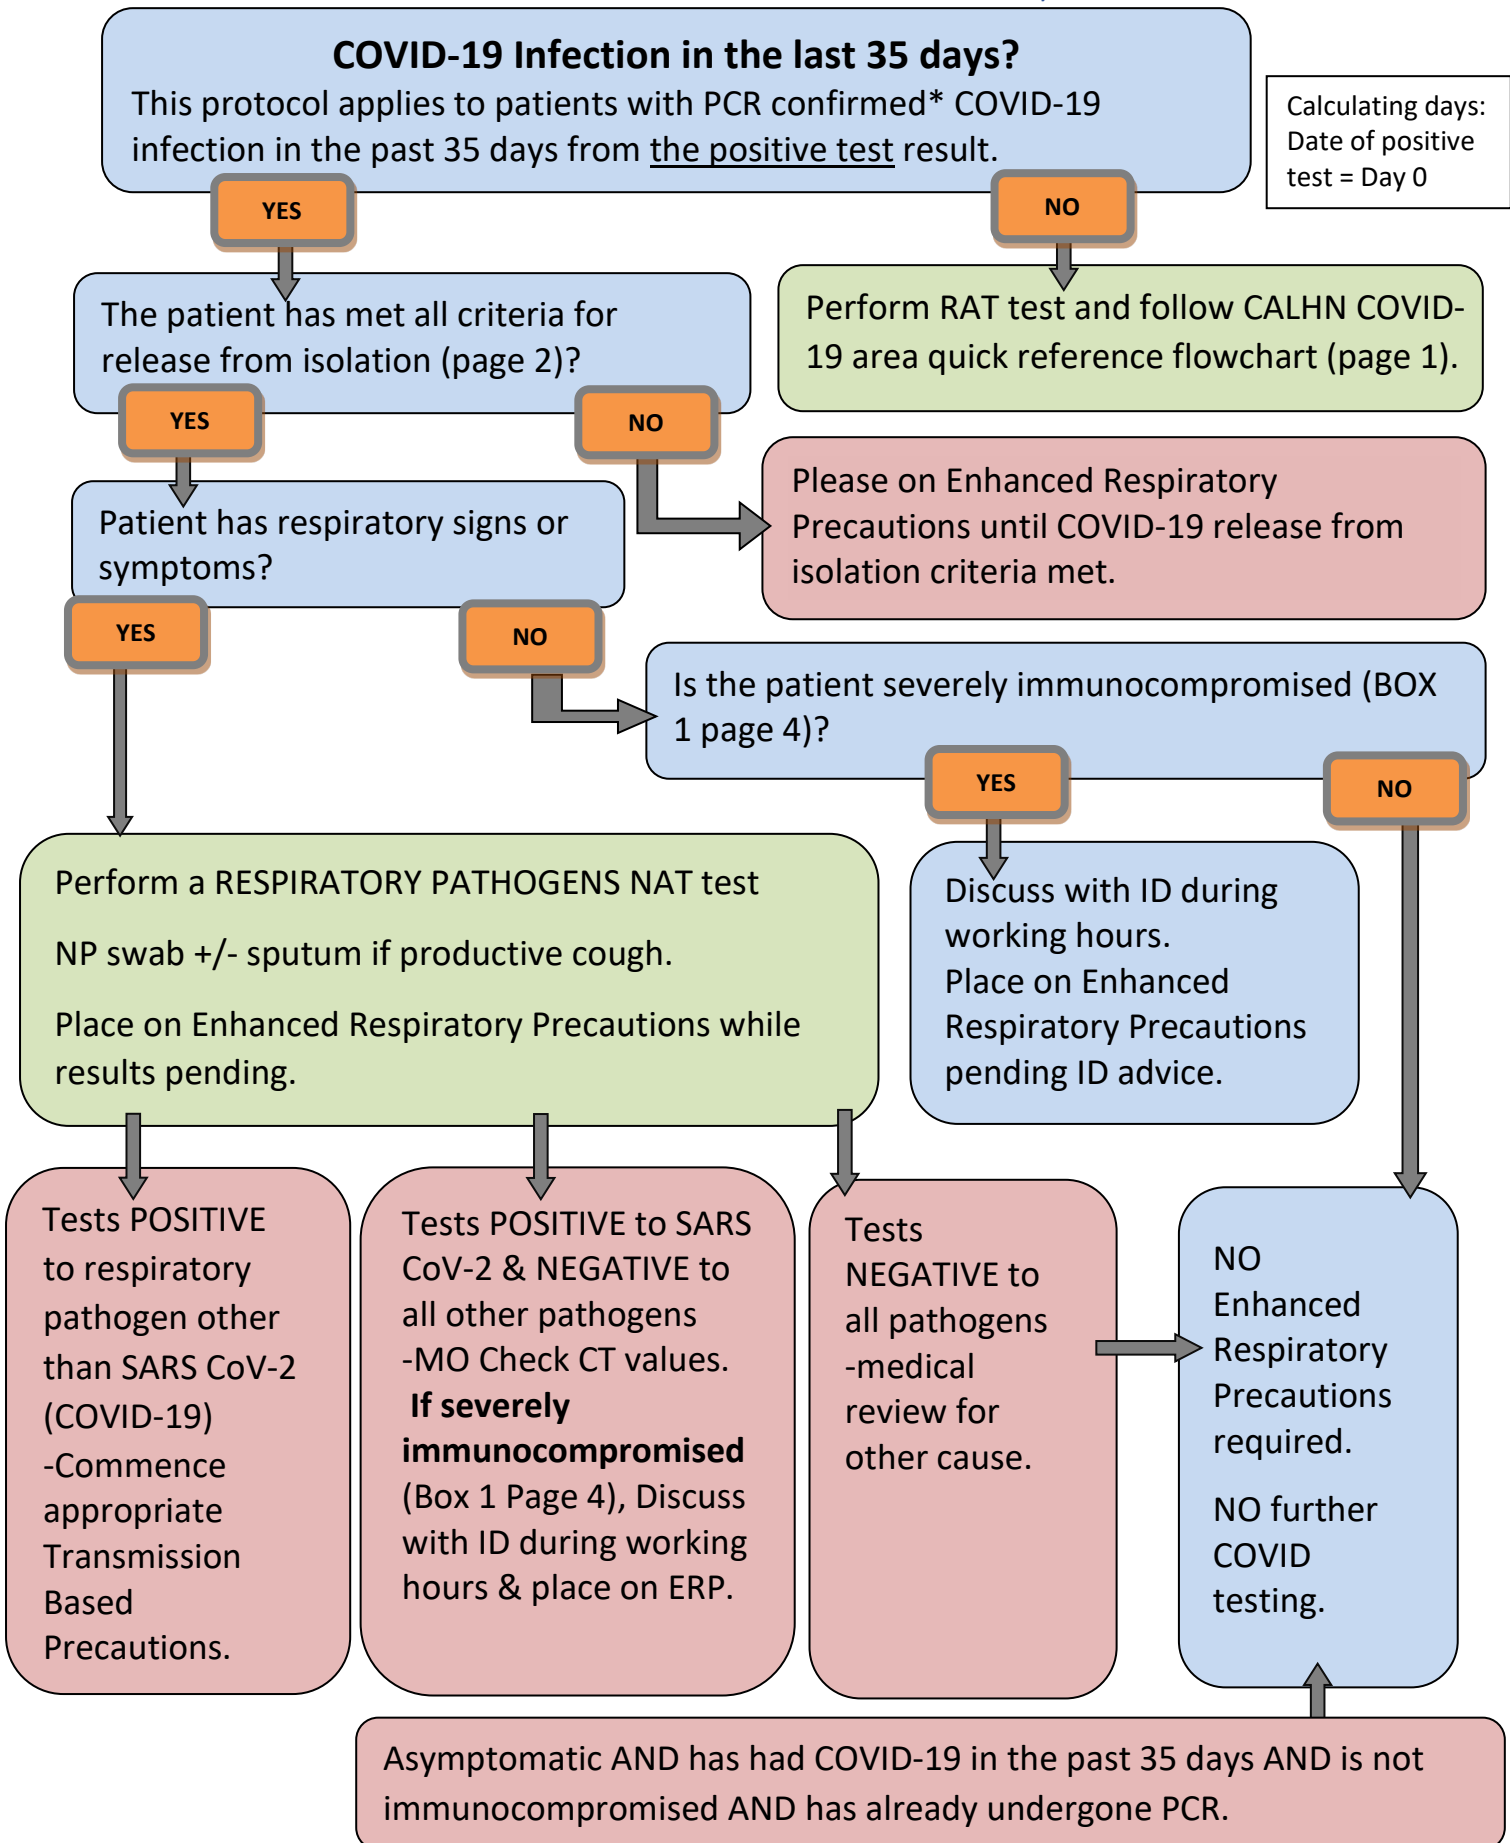 COVID-19 Infection in the last 35 days?
This protocol applies to patients with PCR confirmed* COVID-19
infection in the past 35 days from the positive test result.
Calculating days:
Date of positive
test = Day 0
YES
NO
The patient has met all criteria for
release from isolation (page 2)?
Perform RAT test and follow CALHN COVID-
19 area quick reference flowchart (page 1).
YES
NO
Please on Enhanced Respiratory
Precautions until COVID-19 release from
isolation criteria met.
Patient has respiratory signs or
symptoms?
YES
NO
Is the patient severely immunocompromised (BOX
1 page 4)?
YES
NO
Perform a RESPIRATORY PATHOGENS NAT test
NP swab +/- sputum if productive cough.
Place on Enhanced Respiratory Precautions while
results pending.
Discuss with ID during
working hours.
Place on Enhanced
Respiratory Precautions
pending ID advice.
Tests POSITIVE
to respiratory
pathogen other
than SARS CoV-2
(COVID-19)
-Commence
appropriate
Transmission
Based
Precautions.
Tests POSITIVE to SARS
CoV-2 & NEGATIVE to
all other pathogens
-MO Check CT values.
If severely
immunocompromised
(Box 1 Page 4), Discuss
with ID during working
hours & place on ERP.
Tests
NEGATIVE to
all pathogens
-medical
review for
other cause.
NO
Enhanced
Respiratory
Precautions
required.
NO further
COVID
testing.
Asymptomatic AND has had COVID-19 in the past 35 days AND is not
immunocompromised AND has already undergone PCR.